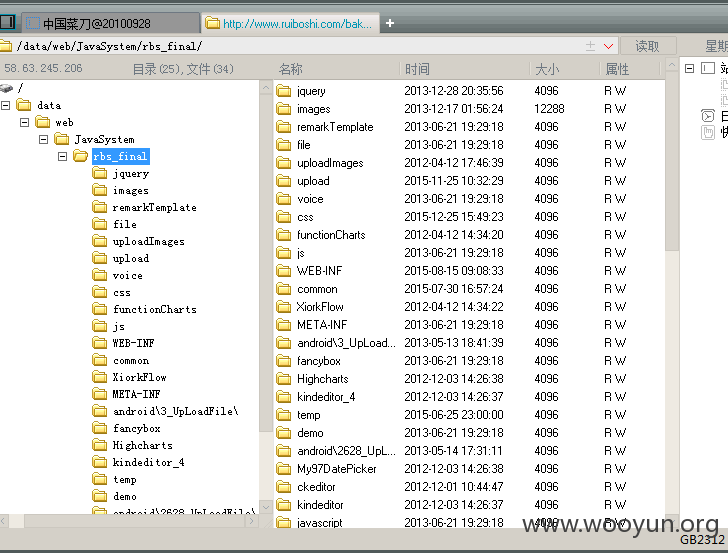 中国菜刀@20100928
http://www.ruiboshi.com/bak...
/data/web/JavaSystem/rbs_final/
读取
58.63.245.206
目录(25),文件(34)
名称 时间 大小 属性
/
data
web
JavaSystem
rbs_final
jquery
images
remarkTemplate
file
uploadImages
upload
voice
css
functionCharts
js
WEB-INF
common
XiorkFlow
META-INF
android\3_UpLoadFile\
fancybox
Highcharts
kindeditor_4
temp
demo
android\2628_UpLoadFile\
jquery 2013-12-28 20:35:56 4096 R W
images 2013-12-17 01:56:24 12288 R W
remarkTemplate 2013-06-21 19:29:18 4096 R W
file 2013-06-21 19:29:18 4096 R W
uploadImages 2012-04-12 17:46:39 4096 R W
upload 2015-11-25 10:32:29 4096 R W
voice 2013-06-21 19:29:18 4096 R W
css 2015-12-25 15:49:23 4096 R W
functionCharts 2012-04-12 14:34:20 4096 R W
js 2013-06-21 19:29:18 4096 R W
WEB-INF 2015-08-15 09:08:33 4096 R W
common 2015-07-30 16:57:24 4096 R W
XiorkFlow 2012-04-12 14:34:22 4096 R W
META-INF 2013-06-21 19:29:18 4096 R W
android\3_UpLoad... 2013-05-13 18:41:39 4096 R W
fancybox 2013-06-21 19:29:18 4096 R W
Highcharts 2012-12-03 14:26:38 4096 R W
kindeditor_4 2012-12-03 14:26:37 4096 R W
temp 2015-06-25 23:00:00 4096 R W
demo 2013-06-21 19:29:18 4096 R W
android\2628_UpL... 2013-05-14 17:31:11 4096 R W
My97DatePicker 2012-12-03 14:26:38 4096 R W
ckeditor 2012-12-01 10:44:47 4096 R W
kindeditor 2012-12-03 14:26:37 4096 R W
javascript 2013-06-21 19:29:18 4096 R W
星期
www.wooyun.org
GB2312